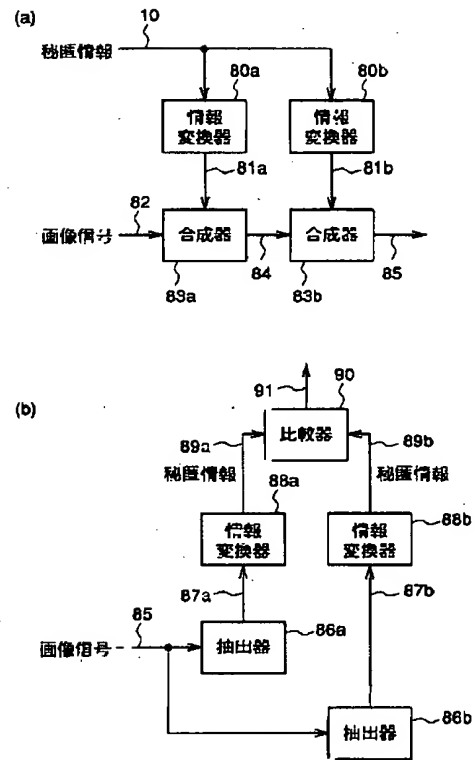 (a)
10
秘匿情報
80a
80b
情報
変換器
情報
変換器
81a
81b
82
画像信号
合成器
合成器
83a
84
83b
85
(b)
91
90
比較器
89a
89b
秘匿情報
秘匿情報
88a
情報
変換器
情報
変換器
88b
87a
87b
85
画像信号
抽出器
86a
抽出器
86b